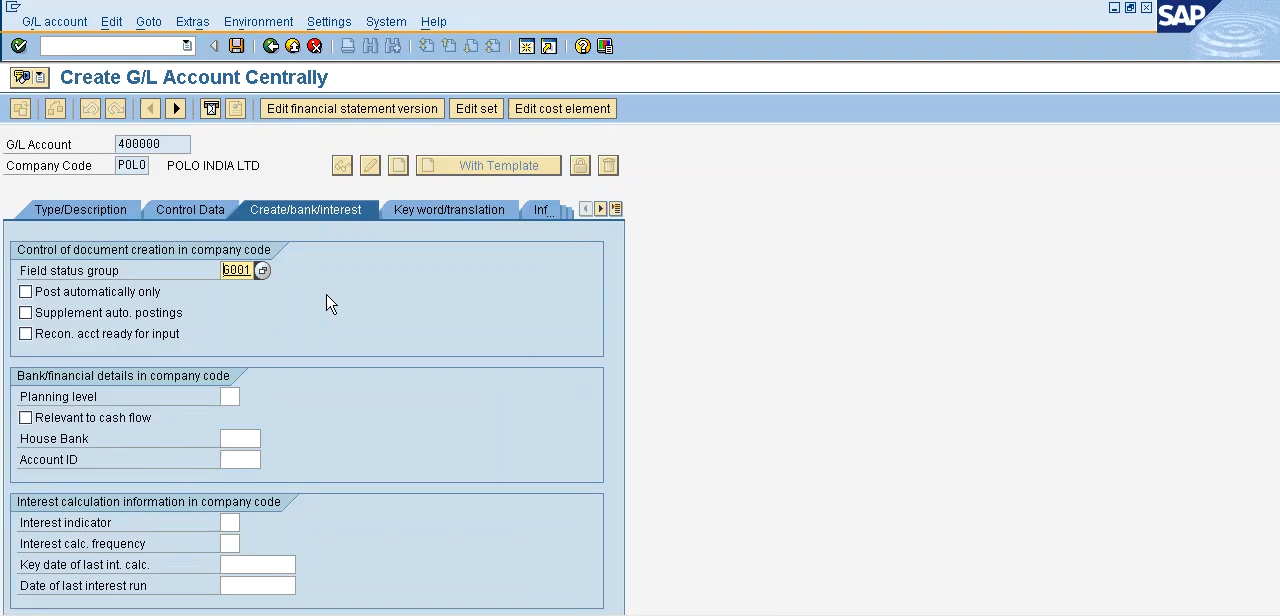 G/L account Edit Goto Extras Environment Settings System Help
SAP
Create G/L Account Centrally
Edit financial statement version Edit set Edit cost element
G/L Account 400000
Company Code POLO POLO INDIA LTD With Template
Type/Description Control Data Create/bank/interest Key word/translation Inf...
Control of document creation in company code
Field status group G001
Post automatically only
Supplement auto. postings
Recon. acct ready for input
Bank/financial details in company code
Planning level
Relevant to cash flow
House Bank
Account ID
Interest calculation information in company code
Interest indicator
Interest calc. frequency
Key date of last int. calc.
Date of last interest run